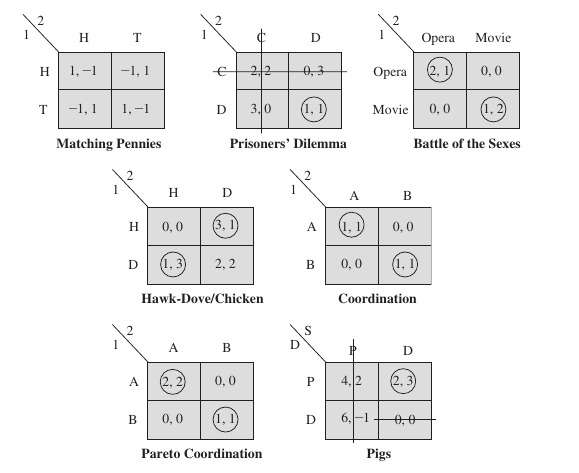 2 2 2
1 H T 1 C D 1 Opera Movie
H 1, −1 −1, 1 C 2, 2 0, 3 Opera 2, 1 0, 0
T −1, 1 1, −1 D 3, 0 1, 1 Movie 0, 0 1, 2
Matching Pennies Prisoners’ Dilemma Battle of the Sexes
2 2
1 H D 1 A B
H 0, 0 3, 1 A 1, 1 0, 0
D 1, 3 2, 2 B 0, 0 1, 1
Hawk-Dove/Chicken Coordination
2 S
1 A B D P D
A 2, 2 0, 0 P 4, 2 2, 3
B 0, 0 1, 1 D 6, −1 0, 0
Pareto Coordination Pigs